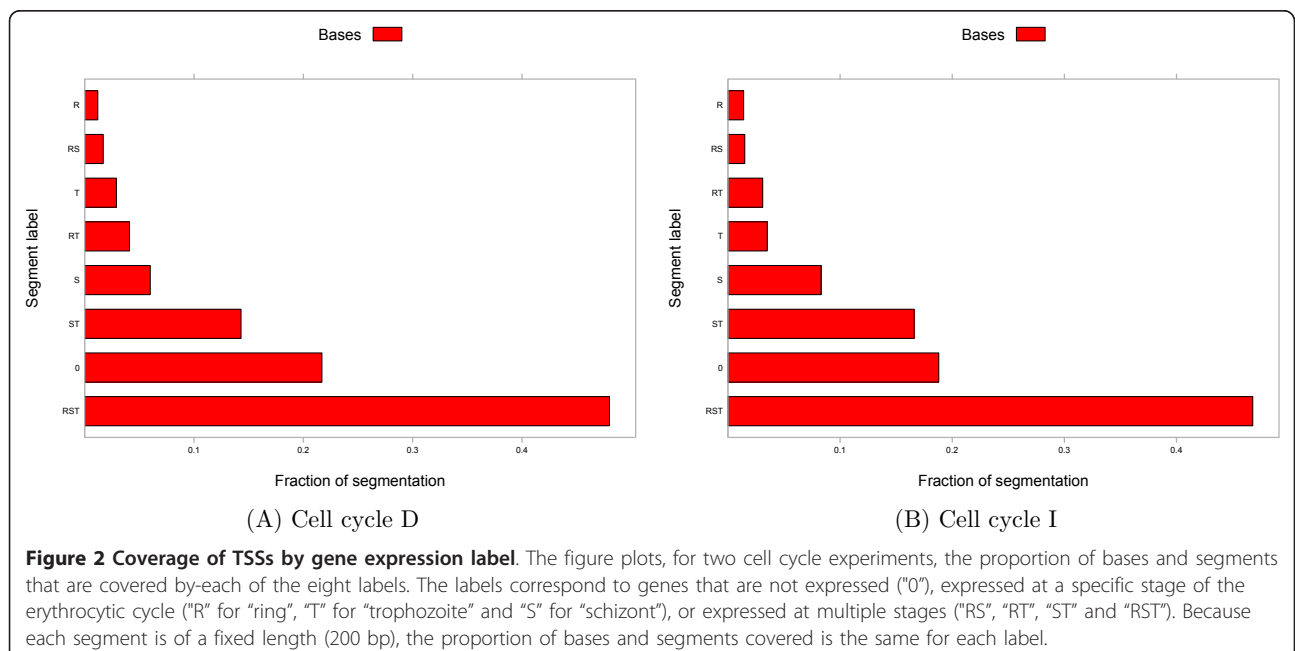 Bases
Segment label
R
RS
T
RT
S
ST
0
RST
0.1 0.2 0.3 0.4
Fraction of segmentation
(A) Cell cycle D
Bases
Segment label
R
RS
RT
T
S
ST
0
RST
0.1 0.2 0.3 0.4
Fraction of segmentation
(B) Cell cycle I
Figure 2 Coverage of TSSs by gene expression label. The figure plots, for two cell cycle experiments, the proportion of bases and segments
that are covered by-each of the eight labels. The labels correspond to genes that are not expressed ("0"), expressed at a specific stage of the
erythrocytic cycle ("R" for "ring", "T" for "trophozoite" and "S" for "schizont"), or expressed at multiple stages ("RS", "RT", "ST" and "RST"). Because
each segment is of a fixed length (200 bp), the proportion of bases and segments covered is the same for each label.